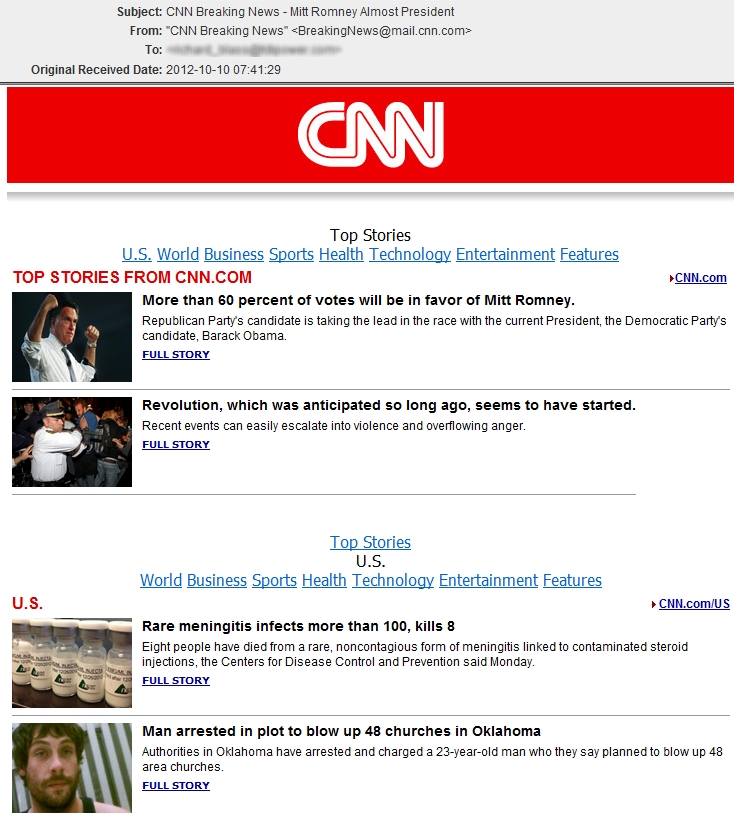 Subject: CNN Breaking News - Mitt Romney Almost President
From: "CNN Breaking News" <BreakingNews@mail.cnn.com>
To:
Original Received Date: 2012-10-10 07:41:29
CNN
Top Stories
U.S. World Business Sports Health Technology Entertainment Features
TOP STORIES FROM CNN.COM
CNN.com
More than 60 percent of votes will be in favor of Mitt Romney.
Republican Party's candidate is taking the lead in the race with the current President, the Democratic Party's
candidate, Barack Obama.
FULL STORY
Revolution, which was anticipated so long ago, seems to have started.
Recent events can easily escalate into violence and overflowing anger.
FULL STORY
Top Stories
U.S.
World Business Sports Health Technology Entertainment Features
U.S.
CNN.com/US
Rare meningitis infects more than 100, kills 8
Eight people have died from a rare, noncontagious form of meningitis linked to contaminated steroid
injections, the Centers for Disease Control and Prevention said Monday.
FULL STORY
Man arrested in plot to blow up 48 churches in Oklahoma
Authorities in Oklahoma have arrested and charged a 23-year-old man who they say planned to blow up 48
area churches.
FULL STORY